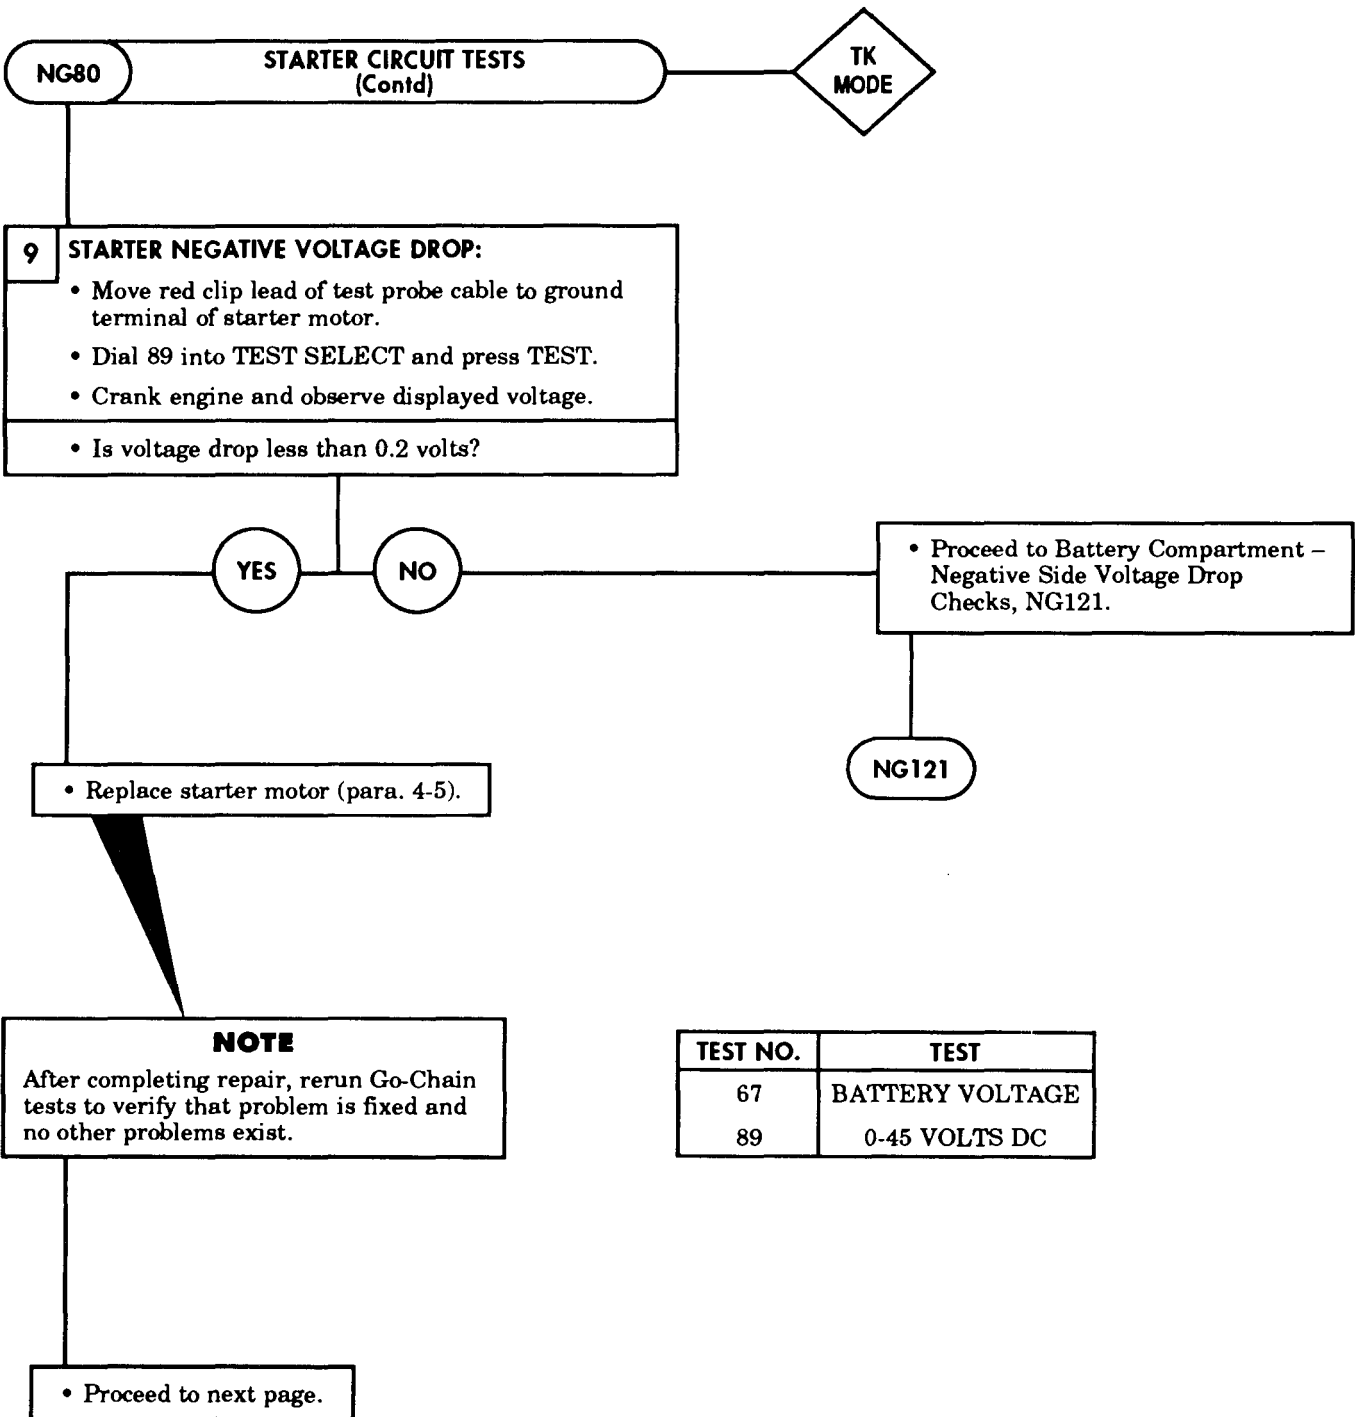 NG80
STARTER CIRCUIT TESTS
(Contd)
TK
MODE
9
STARTER NEGATIVE VOLTAGE DROP:
• Move red clip lead of test probe cable to ground
terminal of starter motor.
• Dial 89 into TEST SELECT and press TEST.
• Crank engine and observe displayed voltage.
• Is voltage drop less than 0.2 volts?
YES
NO
• Proceed to Battery Compartment –
Negative Side Voltage Drop
Checks, NG121.
NG121
• Replace starter motor (para. 4-5).
NOTE
After completing repair, rerun Go-Chain
tests to verify that problem is fixed and
no other problems exist.
TEST NO. TEST
67 BATTERY VOLTAGE
89 0-45 VOLTS DC
• Proceed to next page.